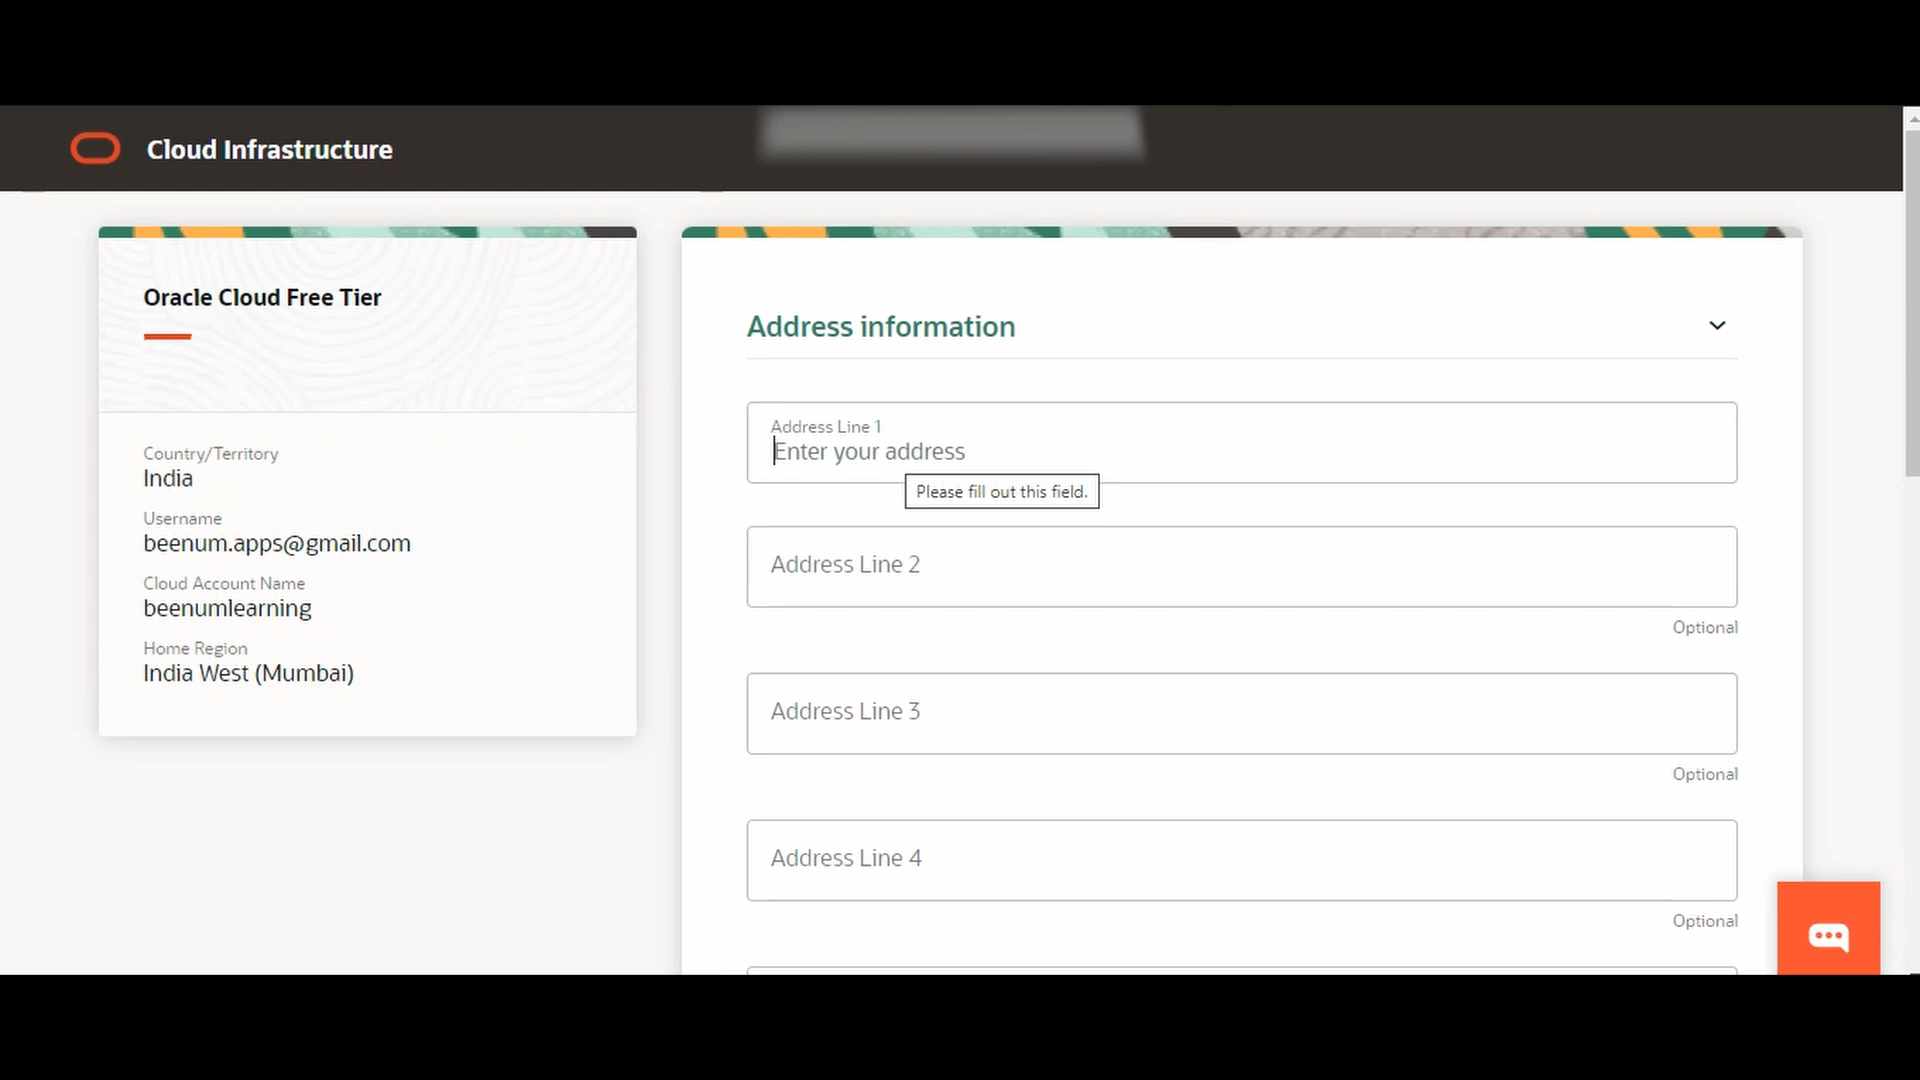 Cloud Infrastructure
Oracle Cloud Free Tier
Country/Territory
India
Username
beenum.apps@gmail.com
Cloud Account Name
beenumlearning
Home Region
India West (Mumbai)
Address information
Address Line 1
Enter your address
Please fill out this field.
Address Line 2
Optional
Address Line 3
Optional
Address Line 4
Optional